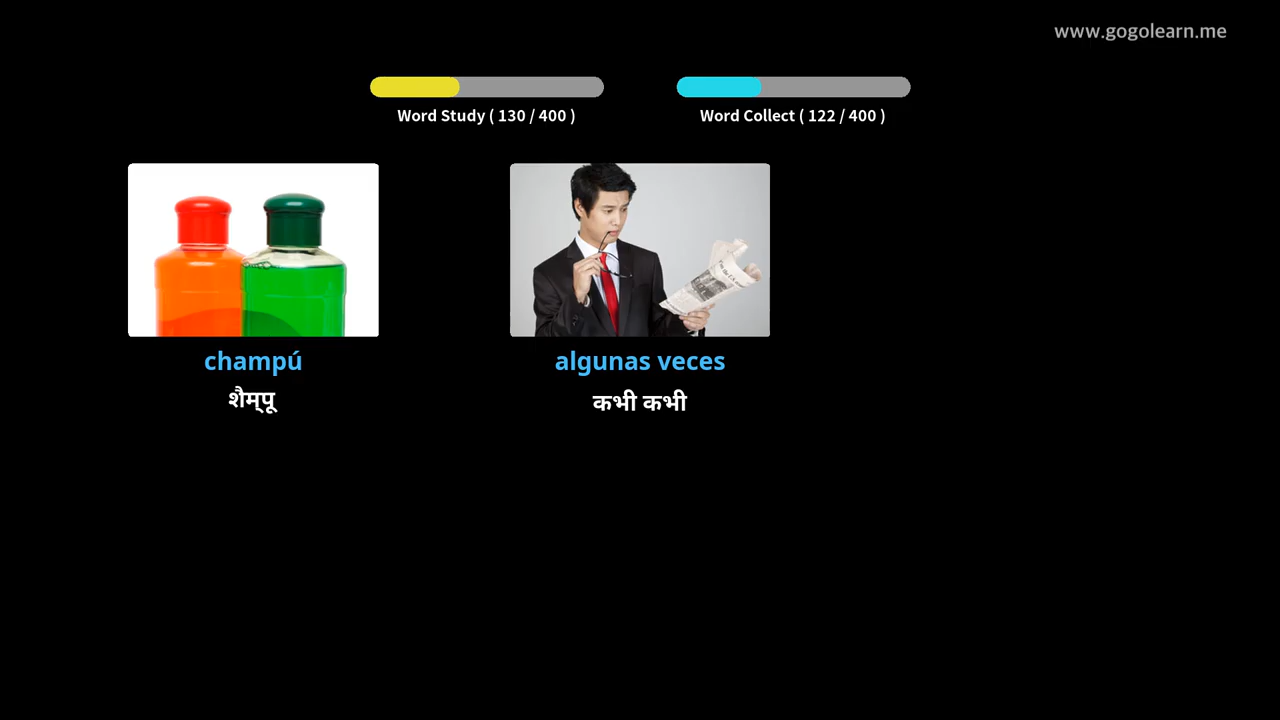 www.gogolearn.me
Word Study ( 130 / 400 )
Word Collect ( 122 / 400 )
champú
शैम्पू
algunas veces
कभी कभी